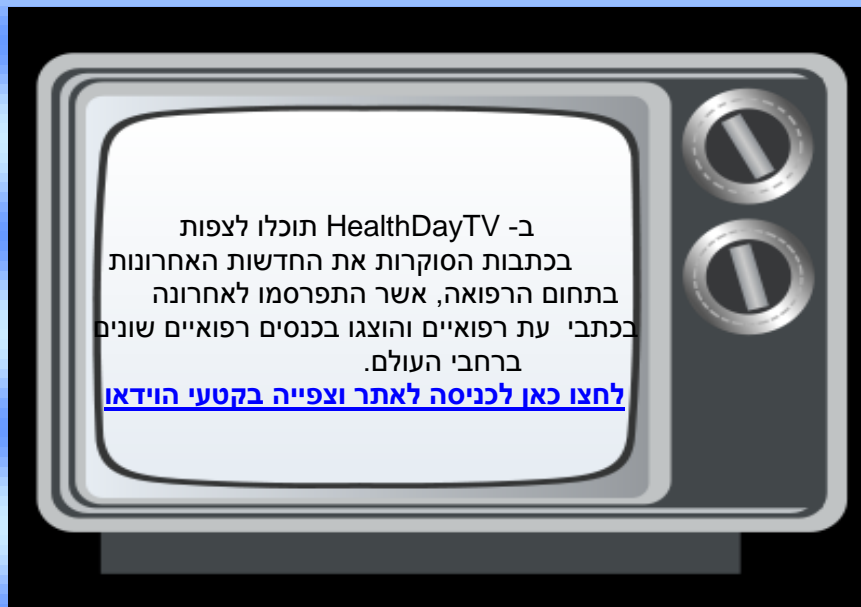 ב- HealthDayTV תוכלו לצפות
בכתבות הסוקרות את החדשות האחרונות
בתחום הרפואה, אשר התפרסמו לאחרונה
בכתבי  עת רפואיים והוצגו בכנסים רפואיים שונים
ברחבי העולם.
לחצו כאן לכניסה לאתר וצפייה בקטעי הווידאו